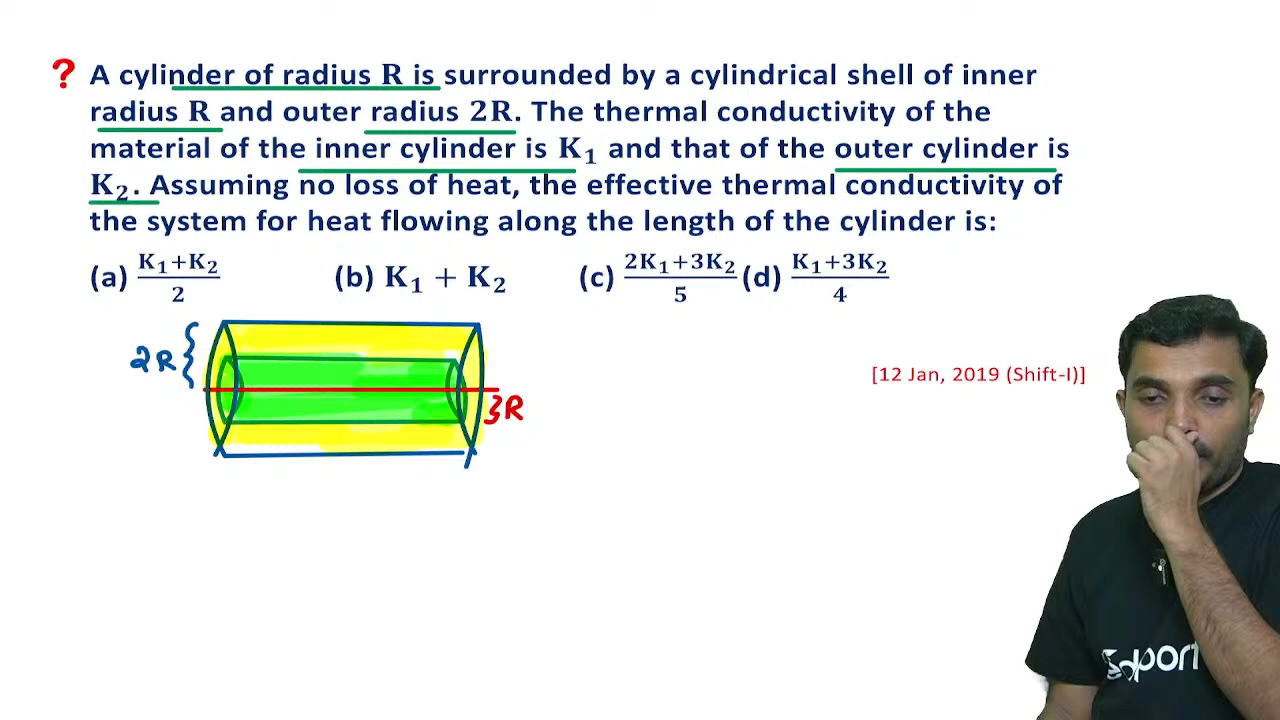 ? A cylinder of radius R is surrounded by a cylindrical shell of inner
radius R and outer radius 2R. The thermal conductivity of the
material of the inner cylinder is K₁ and that of the outer cylinder is
K₂. Assuming no loss of heat, the effective thermal conductivity of
the system for heat flowing along the length of the cylinder is:
(a) K₁+K₂/2 (b) K₁ + K₂ (c) 2K₁+3K₂/5 (d) K₁+3K₂/4
2R
[12 Jan, 2019 (Shift-I)]
R